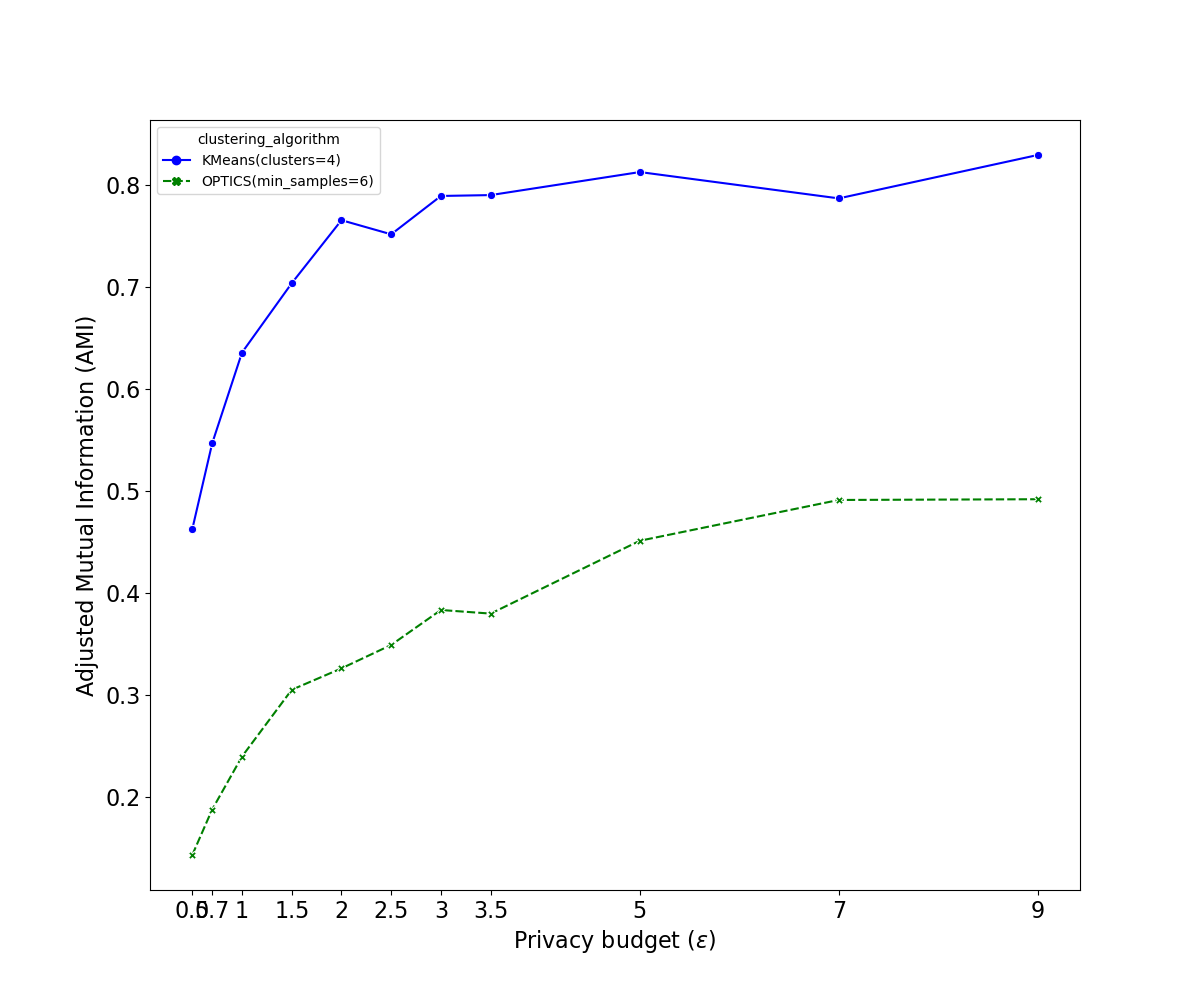 clustering_algorithm
KMeans(clusters=4)
OPTICS(min_samples=6)
Adjusted Mutual Information (AMI)
0.8
0.7
0.6
0.5
0.4
0.3
0.2
0.5 0.7 1 1.5 2 2.5 3 3.5 5 7 9
Privacy budget (ε)